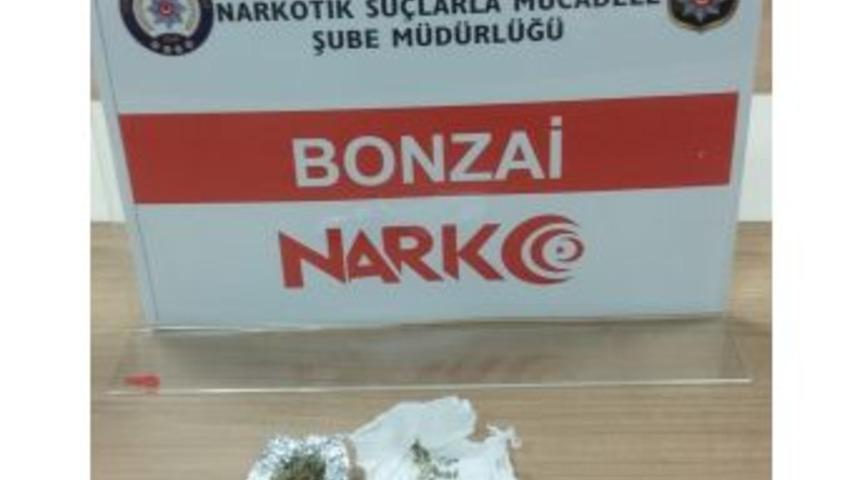 NARKOTİK SUÇLARLA MÜCADELE
ŞUBE MÜDÜRLÜĞÜ
BONZAİ
NARKO